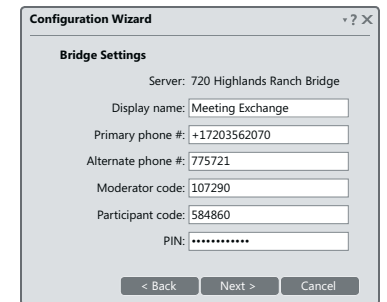 Configuration Wizard ? X
Bridge Settings
Server: 720 Highlands Ranch Bridge
Display name: Meeting Exchange
Primary phone #: +17203562070
Alternate phone #: 775721
Moderator code: 107290
Participant code: 584860
PIN: ••••••••••••
< Back Next > Cancel